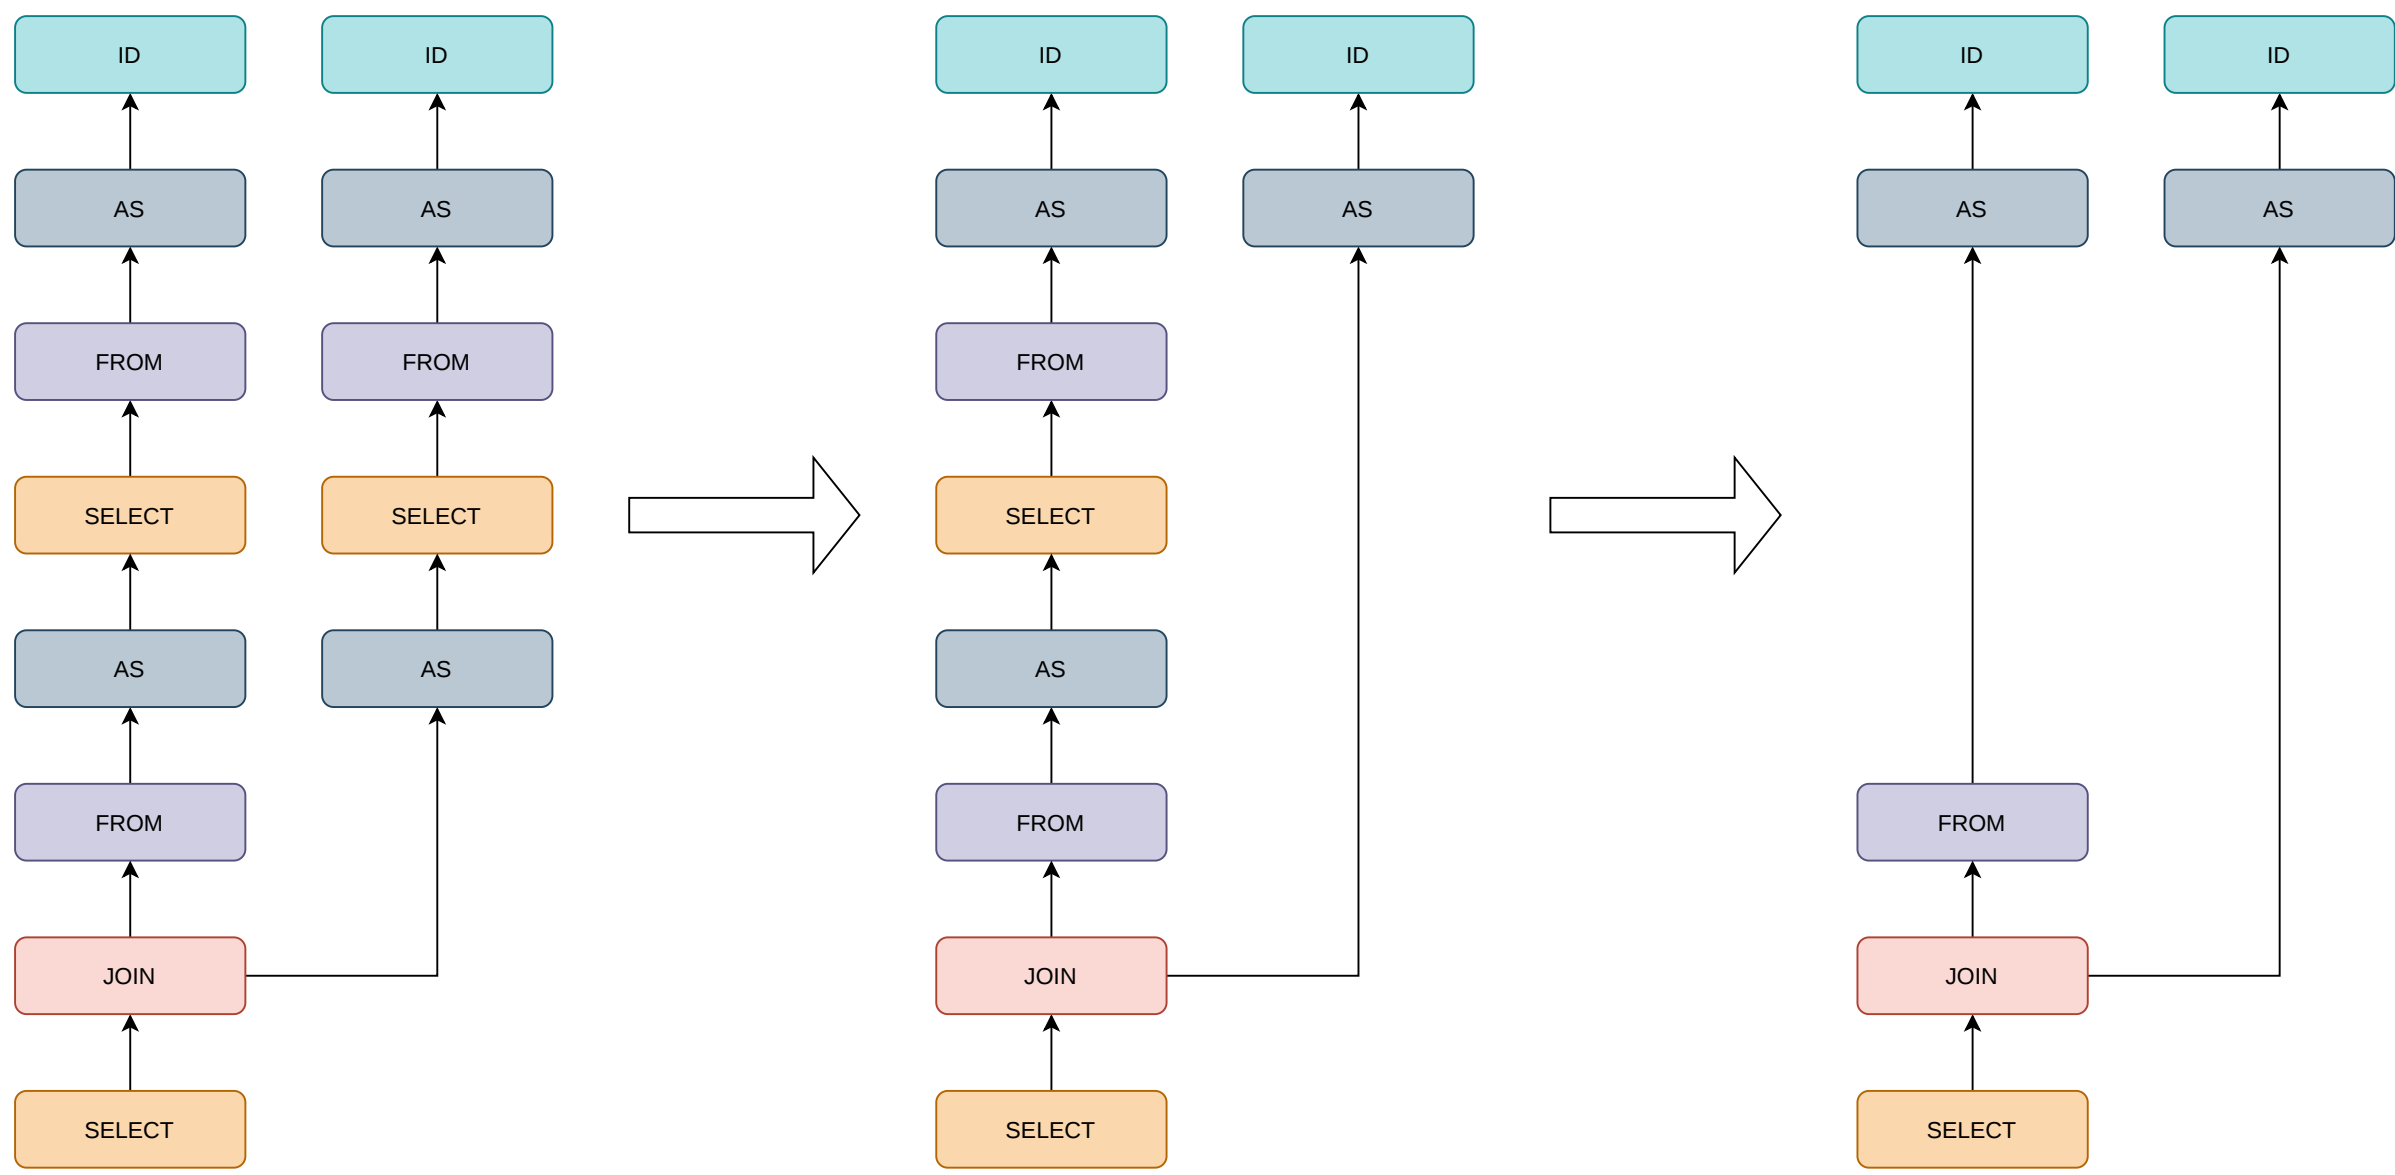 ID
AS
FROM
SELECT
AS
FROM
JOIN
SELECT
ID
AS
FROM
SELECT
AS
ID
AS
FROM
SELECT
AS
FROM
JOIN
SELECT
ID
AS
ID
AS
FROM
JOIN
SELECT
ID
AS